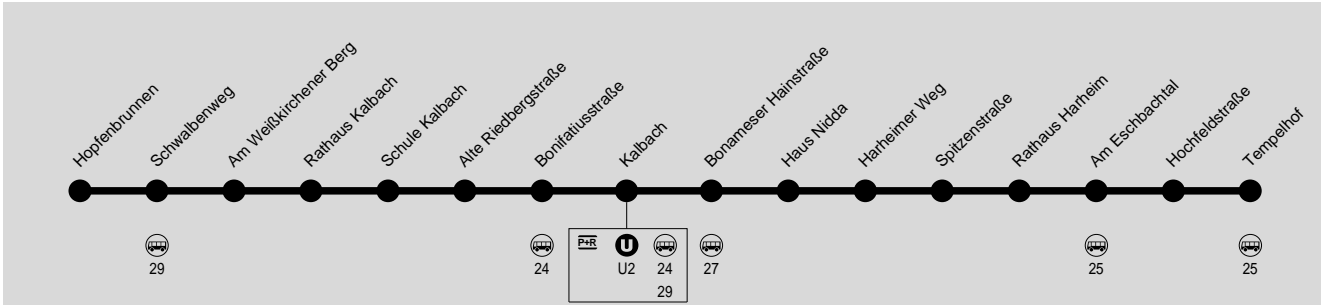 Hopfenbrunnen
Schwalbenweg
Am Weißkirchener Berg
Rathaus Kalbach
Schule Kalbach
Alte Riedbergstraße
Bonifatiusstraße
Kalbach
Bonameser Hainstraße
Haus Nidda
Harheimer Weg
Spitzenstraße
Rathaus Harheim
Am Eschbachtal
Hochfeldstraße
Tempelhof
P+R U
29 24 U2 24 27 25 25
29